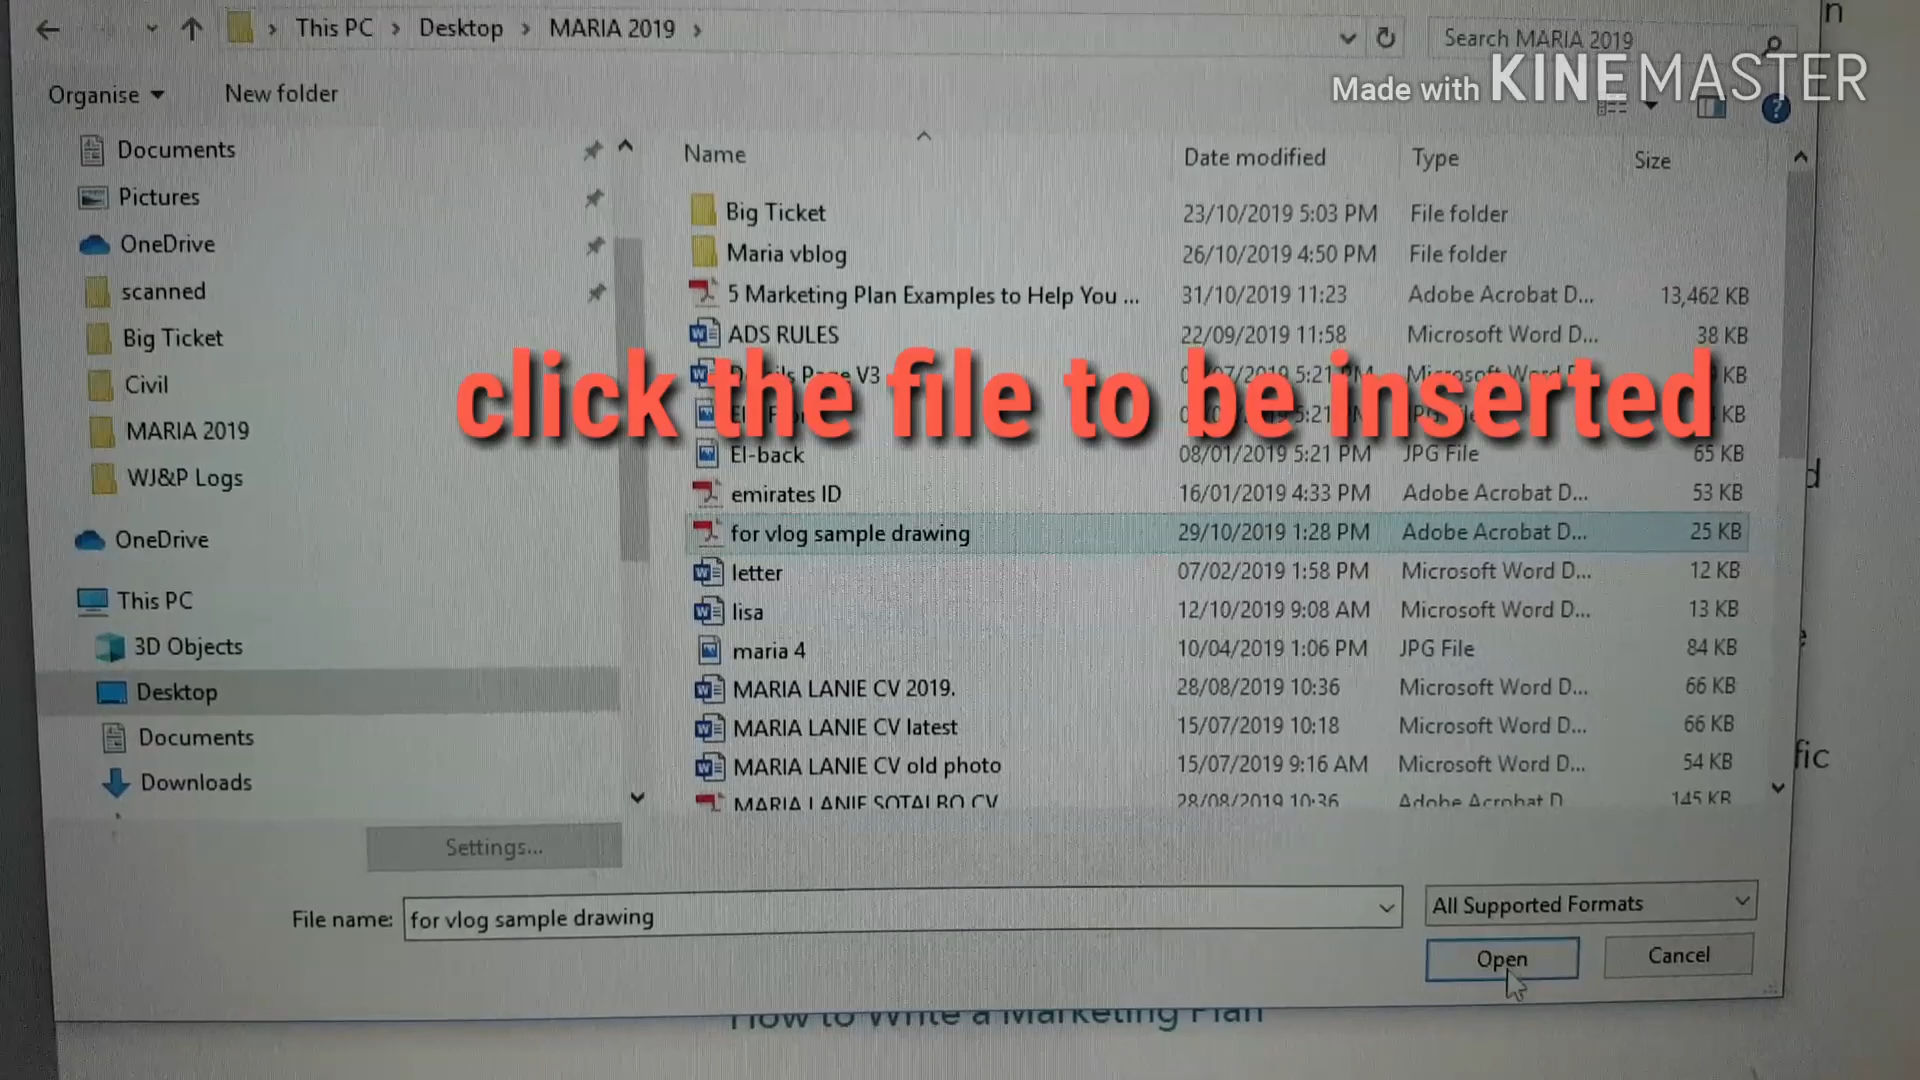 This PC > Desktop > MARIA 2019 >
Search MARIA 2019
Made with KINEMASTER
Organise
New folder
Name
Date modified
Type
Size
Documents
Pictures
OneDrive
scanned
Big Ticket
Civil
MARIA 2019
WJ&P Logs
OneDrive
This PC
3D Objects
Desktop
Documents
Downloads
Big Ticket 23/10/2019 5:03 PM File folder
Maria vblog 26/10/2019 4:50 PM File folder
5 Marketing Plan Examples to Help You ... 31/10/2019 11:23 Adobe Acrobat D... 13,462 KB
ADS RULES 22/09/2019 11:58 Microsoft Word D... 38 KB
V3 5:21 KB
click the file to be inserted
5:21 KB
EI-back 08/01/2019 5:21 PM JPG File 65 KB
emirates ID 16/01/2019 4:33 PM Adobe Acrobat D... 53 KB
for vlog sample drawing 29/10/2019 1:28 PM Adobe Acrobat D... 25 KB
letter 07/02/2019 1:58 PM Microsoft Word D... 12 KB
lisa 12/10/2019 9:08 AM Microsoft Word D... 13 KB
maria 4 10/04/2019 1:06 PM JPG File 84 KB
MARIA LANIE CV 2019. 28/08/2019 10:36 Microsoft Word D... 66 KB
MARIA LANIE CV latest 15/07/2019 10:18 Microsoft Word D... 66 KB
MARIA LANIE CV old photo 15/07/2019 9:16 AM Microsoft Word D... 54 KB
MARIA LANIE SOTALBO CV 28/08/2019 10:36 Adobe Acrobat D 145 KB
Settings...
File name: for vlog sample drawing
All Supported Formats
Open
Cancel
How to Write a Marketing Plan